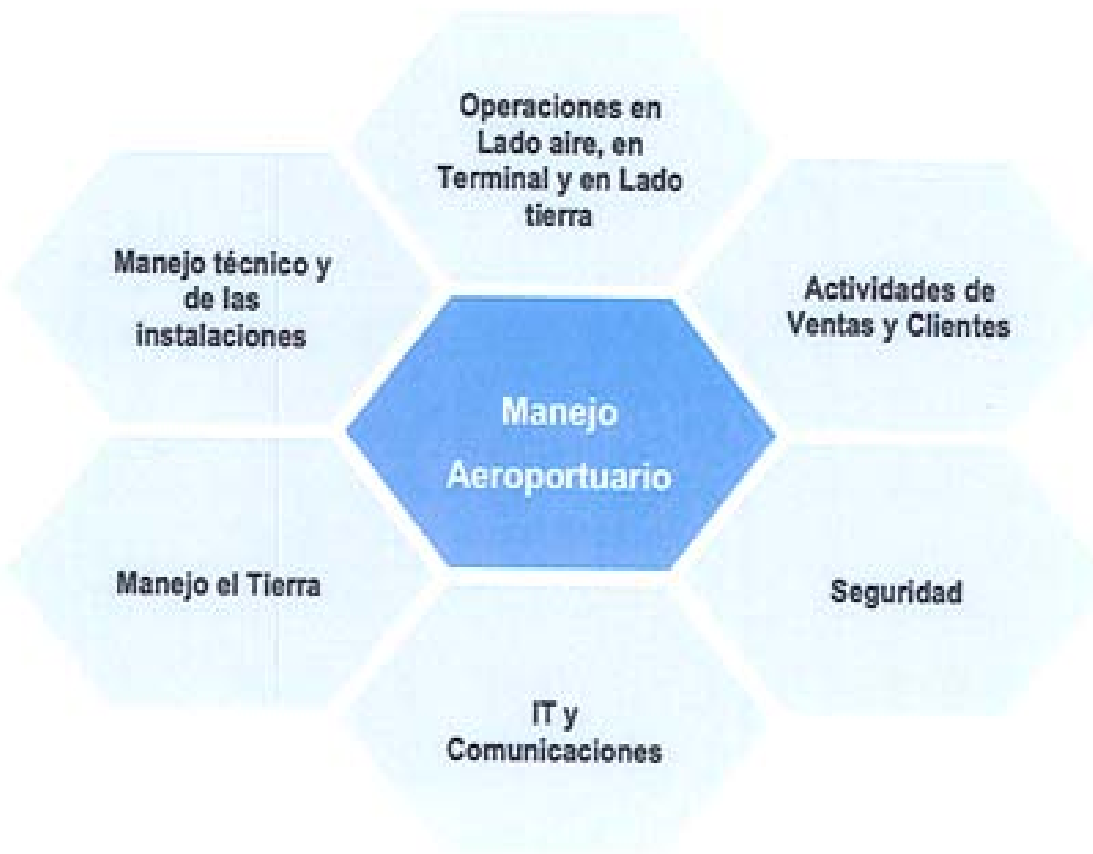 Operaciones en
Lado aire, en
Terminal y en Lado
tierra
Manejo técnico y
de las
instalaciones
Actividades de
Ventas y Clientes
Manejo
Aeroportuario
Manejo el Tierra
Seguridad
IT y
Comunicaciones